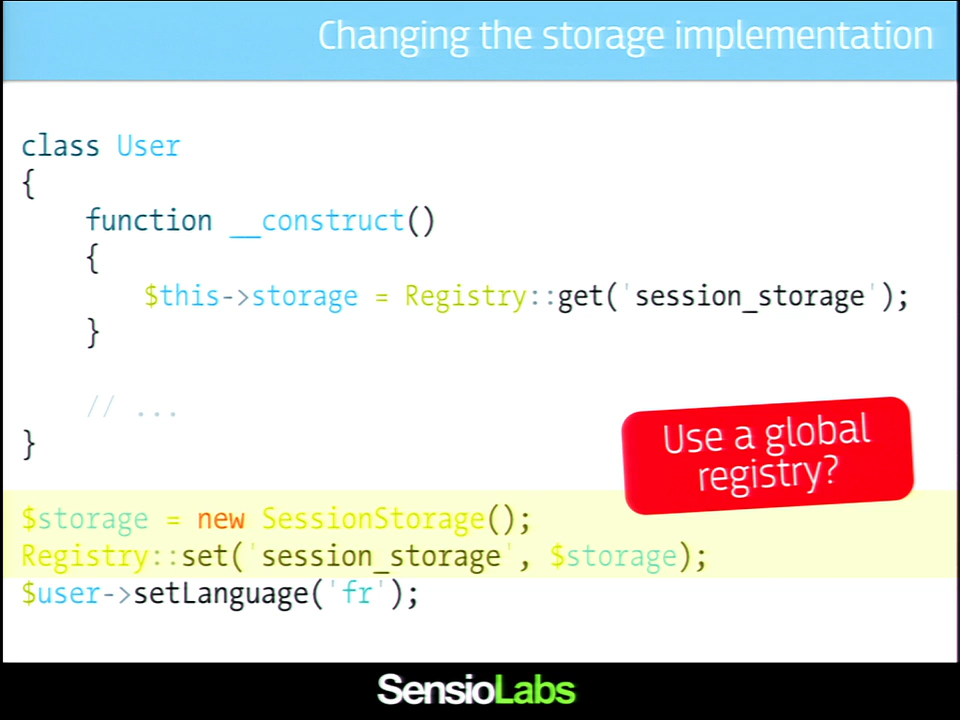 Changing the storage implementation
class User
{
function __construct()
{
$this->storage = Registry::get('session_storage');
}
// ...
}
Use a global
registry?
$storage = new SessionStorage();
Registry::set('session_storage', $storage);
$user->setLanguage('fr');
SensioLabs